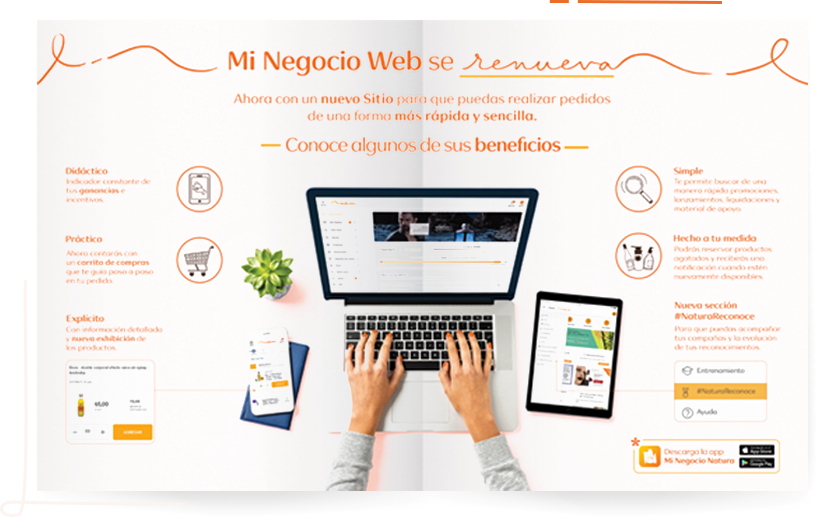 Mi Negocio Web se renueva
Ahora con un nuevo Sitio para que puedas realizar pedidos
de una forma más rápida y sencilla.
Conoce algunos de sus beneficios
Didáctico
Indicador constante de
tus ganancias e
incentivos.
Práctico
Ahora contarás con
un carrito de compras
que te guía paso a paso
en tu pedido.
Explícito
Con información detallada
y nueva exhibición de
los productos.
AGREGAR
Simple
Te permite buscar de una
manera rápida promociones,
lanzamientos, liquidaciones y
material de apoyo.
Hecho a tu medida
Podrás reservar productos
agotados y recibirás una
notificación cuando estén
nuevamente disponibles.
Nueva sección
#NaturaReconoce
Para que puedas acompañar
tus campañas y la evolución
de tus reconocimientos.
Entrenamiento
#NaturaReconoce
Ayuda
* Descarga la app
Mi Negocio Natura
App Store
Google Play